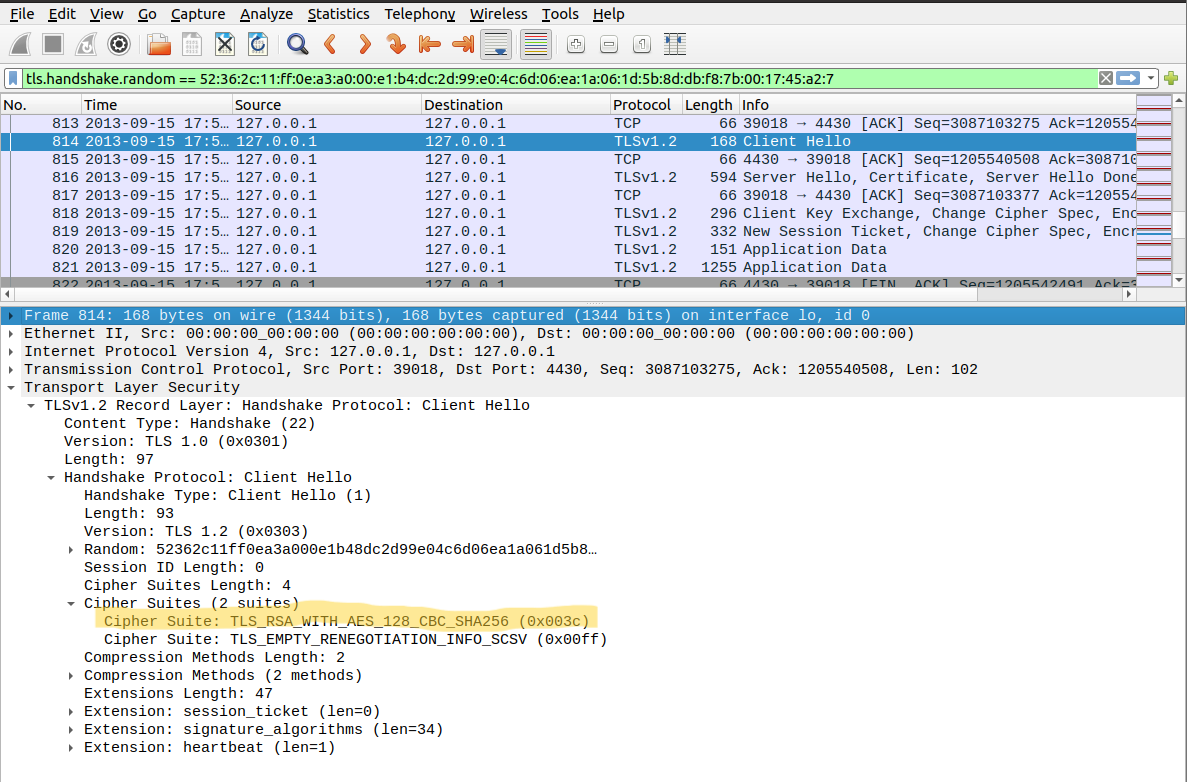 File Edit View Go Capture Analyze Statistics Telephony Wireless Tools Help
tls.handshake.random == 52:36:2c:11:ff:0e:a3:a0:00:e1:b4:dc:2d:99:e0:4c:6d:06:ea:1a:06:1d:5b:8d:db:f8:7b:00:17:45:a2:7
No. Time Source Destination Protocol Length Info
813 2013-09-15 17:5… 127.0.0.1 127.0.0.1 TCP 66 39018 → 4430 [ACK] Seq=3087103275 Ack=120554
814 2013-09-15 17:5… 127.0.0.1 127.0.0.1 TLSv1.2 168 Client Hello
815 2013-09-15 17:5… 127.0.0.1 127.0.0.1 TCP 66 4430 → 39018 [ACK] Seq=1205540508 Ack=308710
816 2013-09-15 17:5… 127.0.0.1 127.0.0.1 TLSv1.2 594 Server Hello, Certificate, Server Hello Done
817 2013-09-15 17:5… 127.0.0.1 127.0.0.1 TCP 66 39018 → 4430 [ACK] Seq=3087103377 Ack=120554
818 2013-09-15 17:5… 127.0.0.1 127.0.0.1 TLSv1.2 296 Client Key Exchange, Change Cipher Spec, Enc
819 2013-09-15 17:5… 127.0.0.1 127.0.0.1 TLSv1.2 332 New Session Ticket, Change Cipher Spec, Encr
820 2013-09-15 17:5… 127.0.0.1 127.0.0.1 TLSv1.2 151 Application Data
821 2013-09-15 17:5… 127.0.0.1 127.0.0.1 TLSv1.2 1255 Application Data
822 2013-09-15 17:5… 127.0.0.1 127.0.0.1 TCP 66 4430 → 39018 [FIN, ACK] Seq=1205542491 Ack=3
Frame 814: 168 bytes on wire (1344 bits), 168 bytes captured (1344 bits) on interface lo, id 0
Ethernet II, Src: 00:00:00_00:00:00 (00:00:00:00:00:00), Dst: 00:00:00_00:00:00 (00:00:00:00:00:00)
Internet Protocol Version 4, Src: 127.0.0.1, Dst: 127.0.0.1
Transmission Control Protocol, Src Port: 39018, Dst Port: 4430, Seq: 3087103275, Ack: 1205540508, Len: 102
Transport Layer Security
TLSv1.2 Record Layer: Handshake Protocol: Client Hello
Content Type: Handshake (22)
Version: TLS 1.0 (0x0301)
Length: 97
Handshake Protocol: Client Hello
Handshake Type: Client Hello (1)
Length: 93
Version: TLS 1.2 (0x0303)
Random: 52362c11ff0ea3a000e1b48dc2d99e04c6d06ea1a061d5b8…
Session ID Length: 0
Cipher Suites Length: 4
Cipher Suites (2 suites)
Cipher Suite: TLS_RSA_WITH_AES_128_CBC_SHA256 (0x003c)
Cipher Suite: TLS_EMPTY_RENEGOTIATION_INFO_SCSV (0x00ff)
Compression Methods Length: 2
Compression Methods (2 methods)
Extensions Length: 47
Extension: session_ticket (len=0)
Extension: signature_algorithms (len=34)
Extension: heartbeat (len=1)